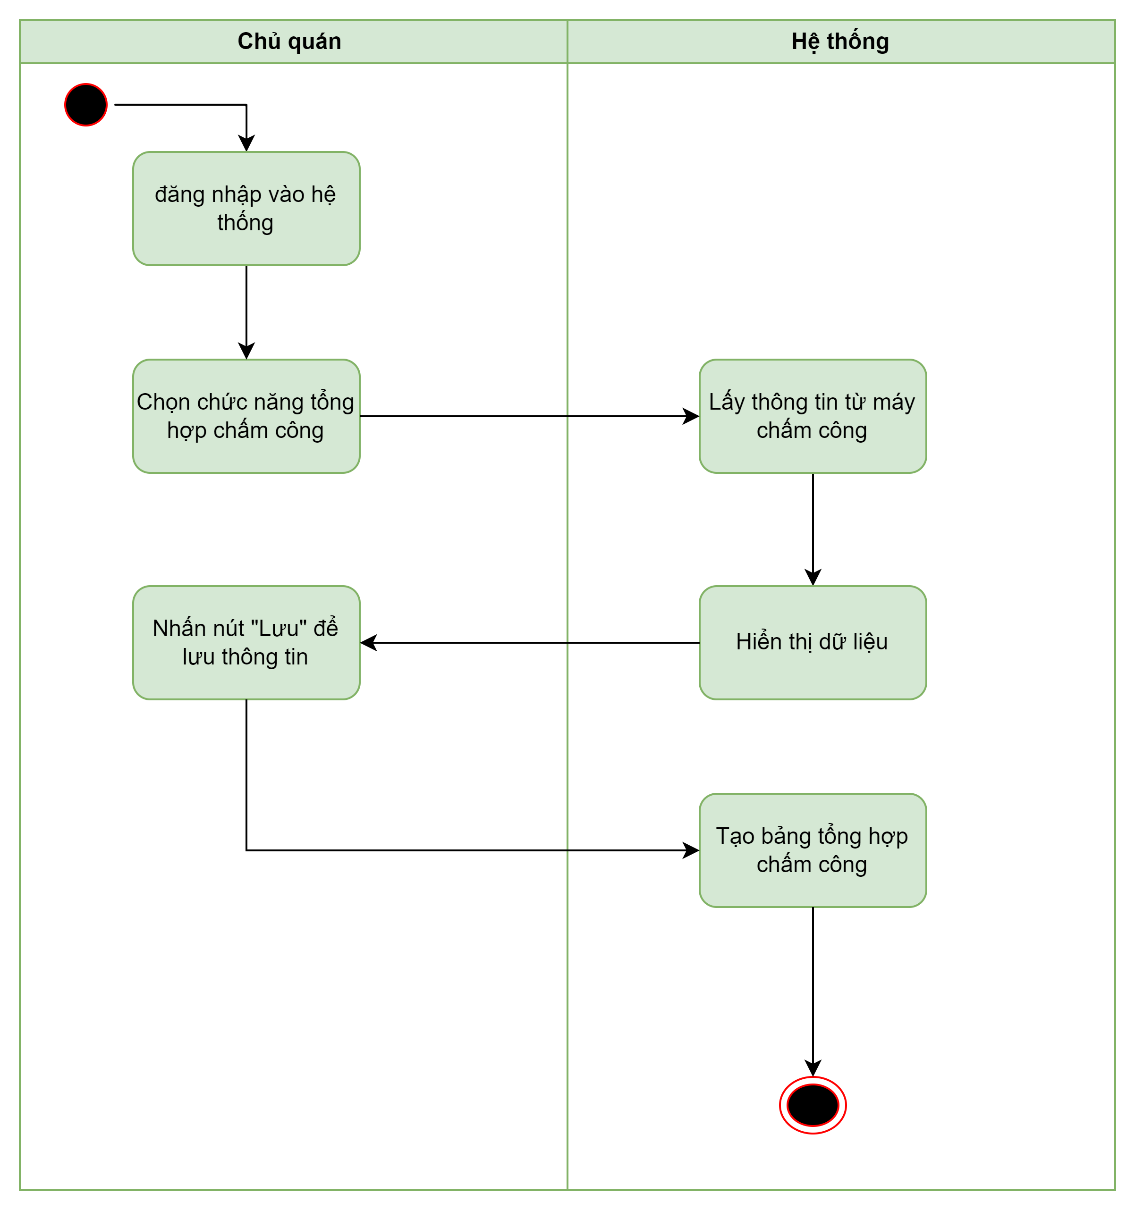 Chủ quán
Hệ thống
đăng nhập vào hệ
thống
Chọn chức năng tổng
hợp chấm công
Lấy thông tin từ máy
chấm công
Nhấn nút "Lưu" để
lưu thông tin
Hiển thị dữ liệu
Tạo bảng tổng hợp
chấm công